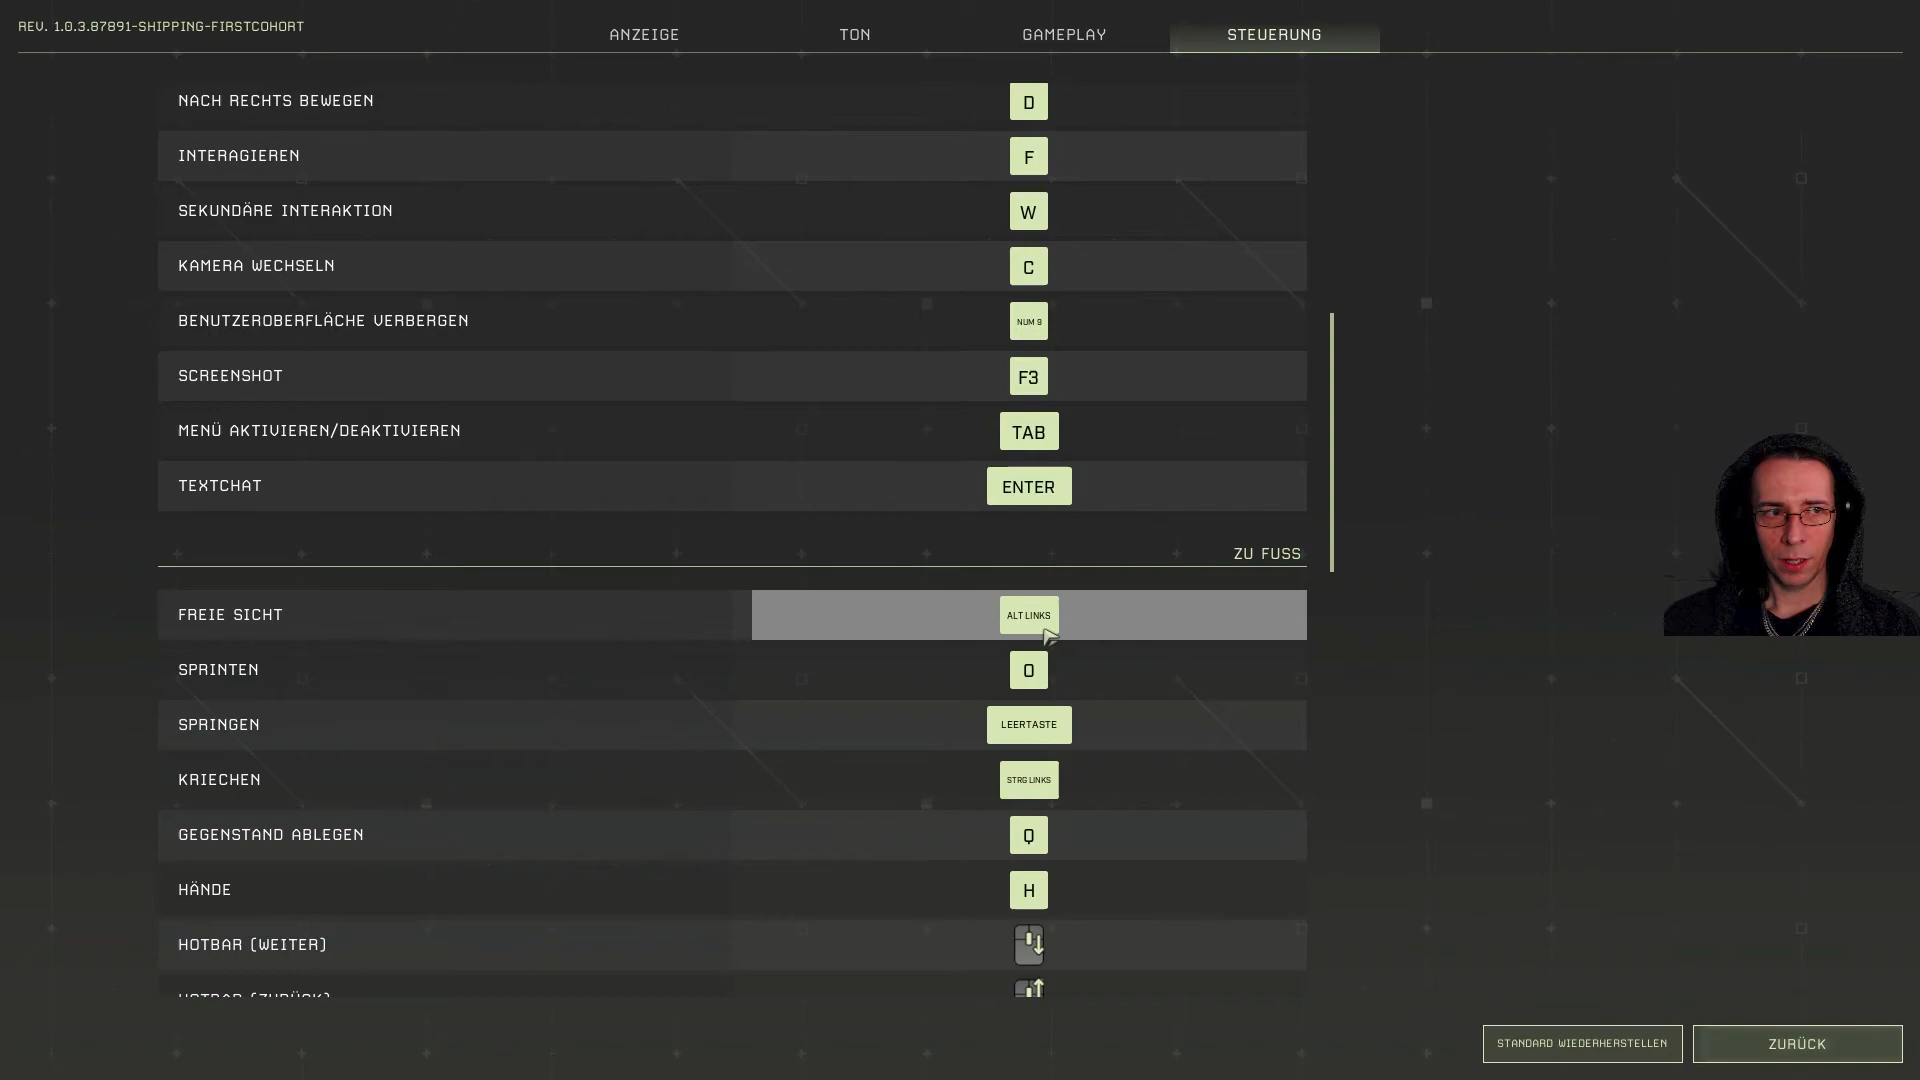 REV. 1.0.3.87891-SHIPPING-FIRSTCOHORT
ANZEIGE
TON
GAMEPLAY
STEUERUNG
NACH RECHTS BEWEGEN
D
INTERAGIEREN
F
SEKUNDÄRE INTERAKTION
W
KAMERA WECHSELN
C
BENUTZEROBERFLÄCHE VERBERGEN
NUM 9
SCREENSHOT
F3
MENÜ AKTIVIEREN/DEAKTIVIEREN
TAB
TEXTCHAT
ENTER
ZU FUSS
FREIE SICHT
ALT LINKS
SPRINTEN
O
SPRINGEN
LEERTASTE
KRIECHEN
STRG LINKS
GEGENSTAND ABLEGEN
Q
HÄNDE
H
HOTBAR (WEITER)
HOTBAR (ZURÜCK)
STANDARD WIEDERHERSTELLEN
ZURÜCK